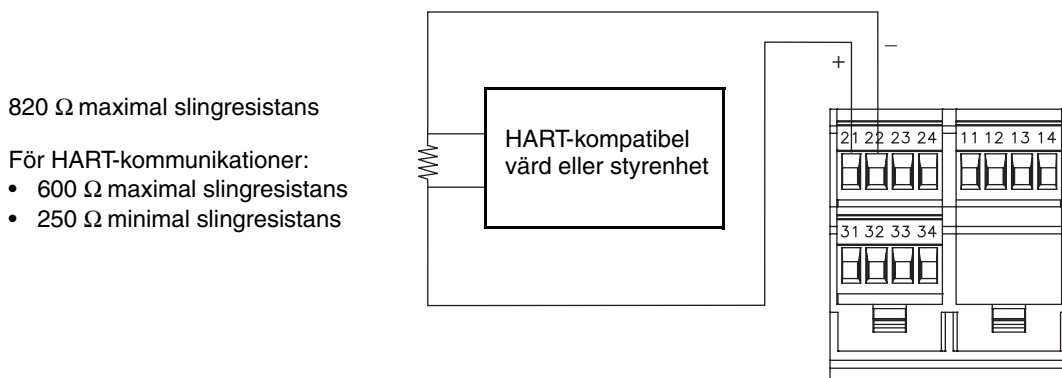 820 Ω maximal slingresistans
För HART-kommunikationer:
• 600 Ω maximal slingresistans
• 250 Ω minimal slingresistans
HART-kompatibel
värd eller styrenhet
+
–
21 22 23 24
11 12 13 14
31 32 33 34